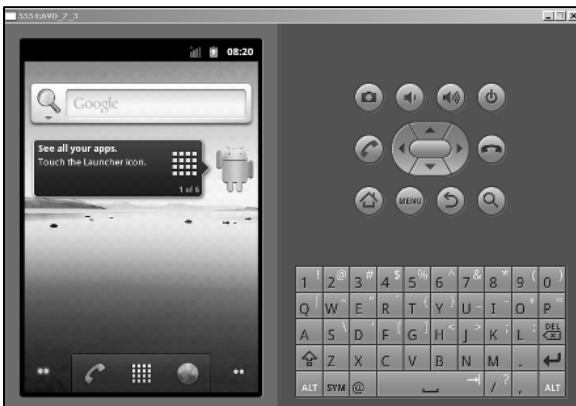 5554:AVD_2_3
08:20
Google
See all your apps.
Touch the Launcher icon.
1 of 6
MENU
1 ! 2 @ 3 # 4 $ 5 % 6 ^ 7 & 8 * 9 ( 0 )
Q | W ~ E " R ` T { Y } U _ I - O + P =
A S \ D ' F [ G ] H < J > K ; L : DEL
Z X C V B N M .
ALT SYM @ / ? , ALT